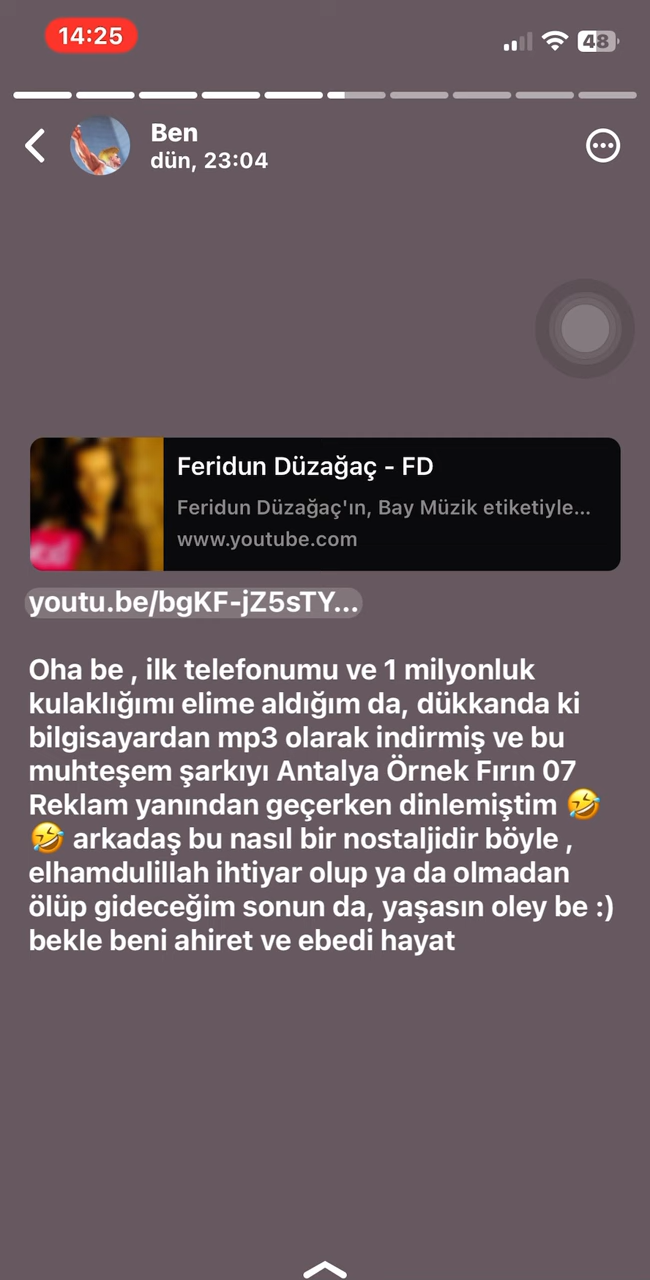 14:25
48
Ben
dün, 23:04
Feridun Düzağaç - FD
Feridun Düzağaç'ın, Bay Müzik etiketiyle...
www.youtube.com
youtu.be/bgKF-jZ5sTY...
Oha be , ilk telefonumu ve 1 milyonluk
kulaklığımı elime aldığım da, dükkanda ki
bilgisayardan mp3 olarak indirmiş ve bu
muhteşem şarkıyı Antalya Örnek Fırın 07
Reklam yanından geçerken dinlemiştim 🤣
🤣 arkadaş bu nasıl bir nostaljidir böyle ,
elhamdulillah ihtiyar olup ya da olmadan
ölüp gideceğim sonun da, yaşasın oley be :)
bekle beni ahiret ve ebedi hayat